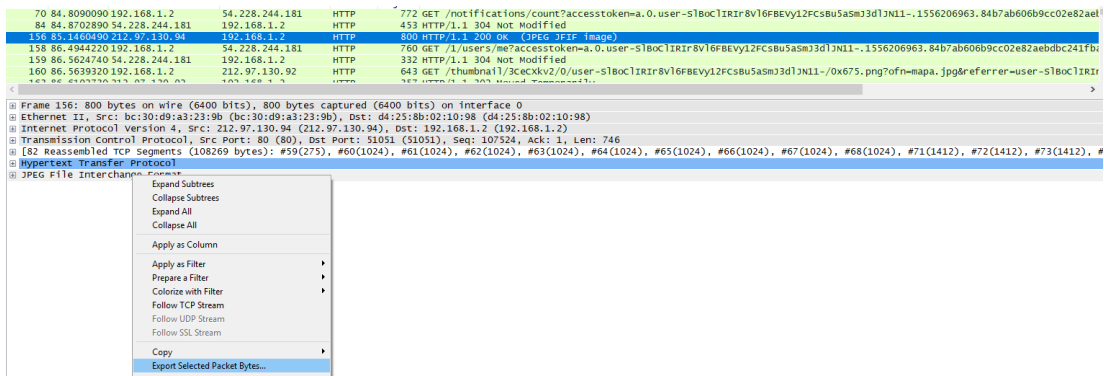 70 84.8090090 192.168.1.2 54.228.244.181 HTTP 772 GET /notifications/count?accesstoken=a.0.user-SlBoClIRIr8Vl6FBEVy12FCsBu5aSmJ3dlJN11-.1556206963.84b7ab606b9cc02e82aeb
84 84.8702890 54.228.244.181 192.168.1.2 HTTP 453 HTTP/1.1 304 Not Modified
156 85.1460490 212.97.130.94 192.168.1.2 HTTP 800 HTTP/1.1 200 OK (JPEG JFIF image)
158 86.4944220 192.168.1.2 54.228.244.181 HTTP 760 GET /1/users/me?accesstoken=a.0.user-SlBoClIRIr8Vl6FBEVy12FCsBu5aSmJ3dlJN11-.1556206963.84b7ab606b9cc02e82aebdbc241fba
159 86.5624740 54.228.244.181 192.168.1.2 HTTP 332 HTTP/1.1 304 Not Modified
160 86.5639320 192.168.1.2 212.97.130.92 HTTP 643 GET /thumbnail/3CeCXkv2/0/user-SlBoClIRIr8Vl6FBEVy12FCsBu5aSmJ3dlJN11-/0x675.png?ofn=mapa.jpg&referrer=user-SlBoClIRIr
Frame 156: 800 bytes on wire (6400 bits), 800 bytes captured (6400 bits) on interface 0
Ethernet II, Src: bc:30:d9:a3:23:9b (bc:30:d9:a3:23:9b), Dst: d4:25:8b:02:10:98 (d4:25:8b:02:10:98)
Internet Protocol Version 4, Src: 212.97.130.94 (212.97.130.94), Dst: 192.168.1.2 (192.168.1.2)
Transmission Control Protocol, Src Port: 80 (80), Dst Port: 51051 (51051), Seq: 107524, Ack: 1, Len: 746
[82 Reassembled TCP Segments (108269 bytes): #59(275), #60(1024), #61(1024), #62(1024), #63(1024), #64(1024), #65(1024), #66(1024), #67(1024), #68(1024), #71(1412), #72(1412), #73(1412), #
Hypertext Transfer Protocol
JPEG File Interchange Format
Expand Subtrees
Collapse Subtrees
Expand All
Collapse All
Apply as Column
Apply as Filter
Prepare a Filter
Colorize with Filter
Follow TCP Stream
Follow UDP Stream
Follow SSL Stream
Copy
Export Selected Packet Bytes...